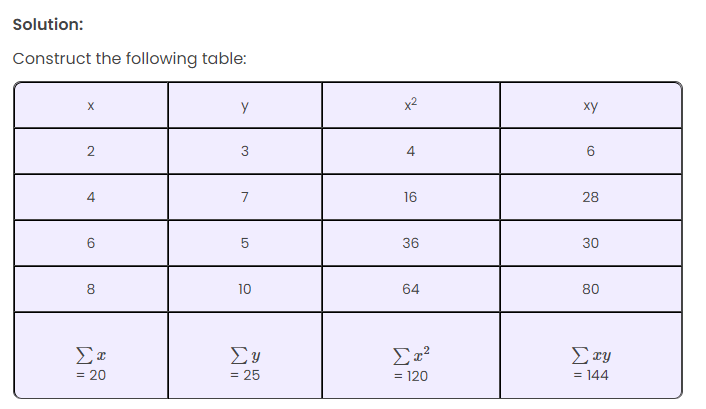 Solution:
Construct the following table:
x y x² xy
2 3 4 6
4 7 16 28
6 5 36 30
8 10 64 80
∑x ∑y ∑x² ∑xy
= 20 = 25 = 120 = 144